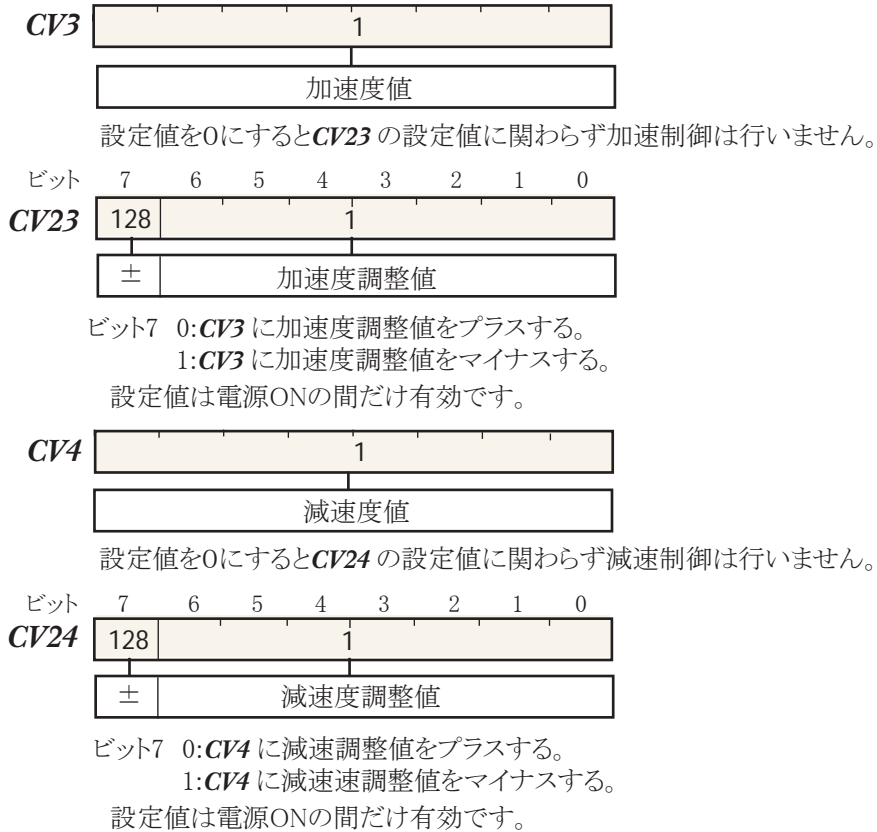 CV3 1
加速度値
設定値を0にするとCV23 の設定値に関わらず加速制御は行いません。
ビット 7 6 5 4 3 2 1 0
CV23 128 1
± 加速度調整値
ビット7 0:CV3 に加速度調整値をプラスする。
1:CV3 に加速度調整値をマイナスする。
設定値は電源ONの間だけ有効です。
CV4 1
減速度値
設定値を0にするとCV24 の設定値に関わらず減速制御は行いません。
ビット 7 6 5 4 3 2 1 0
CV24 128 1
± 減速度調整値
ビット7 0:CV4 に減速調整値をプラスする。
1:CV4 に減速速調整値をマイナスする。
設定値は電源ONの間だけ有効です。